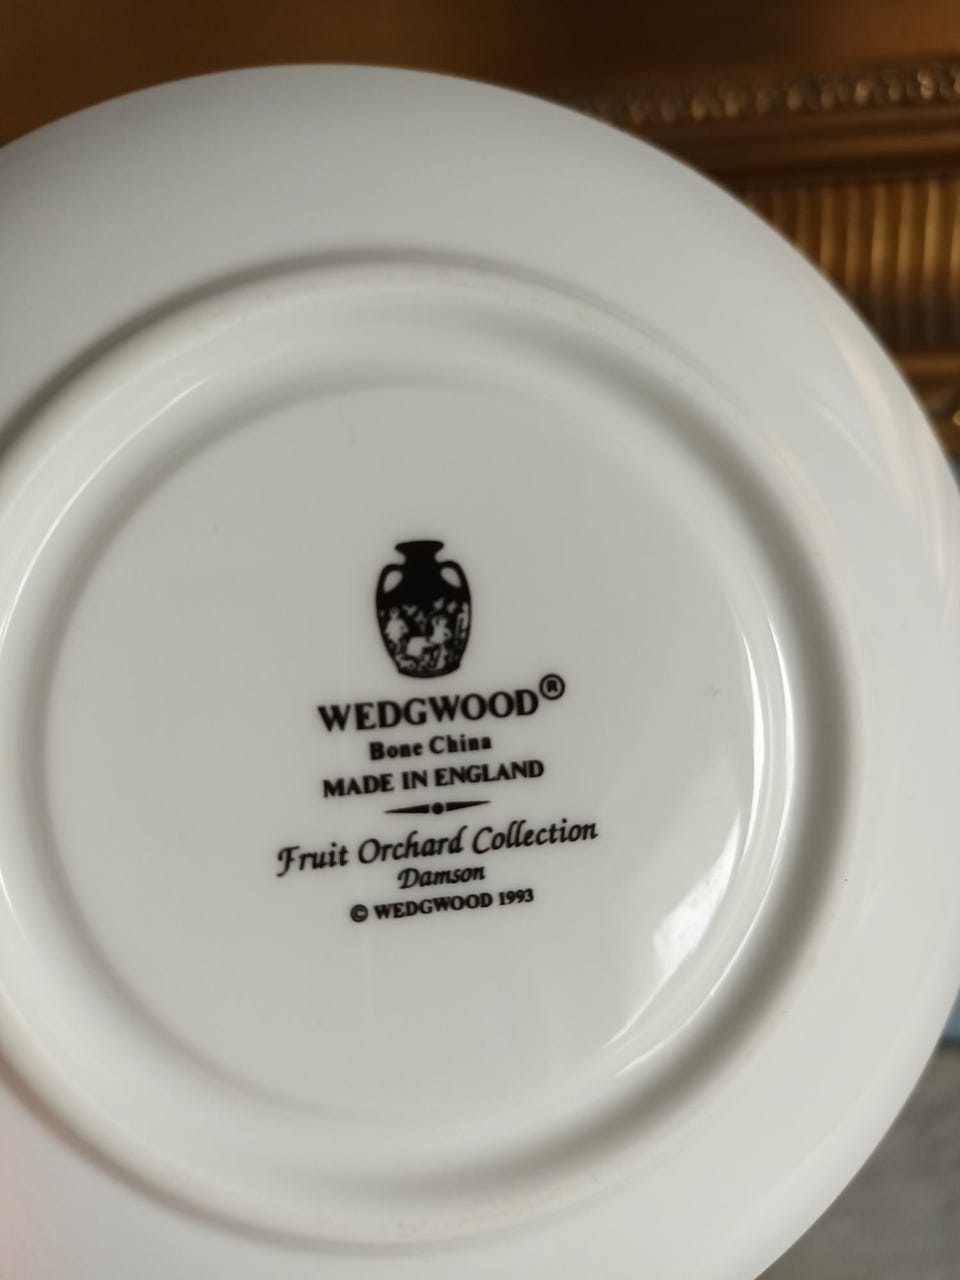 WEDGWOOD®
Bone China
MADE IN ENGLAND
Fruit Orchard Collection
Damson
© WEDGWOOD 1993